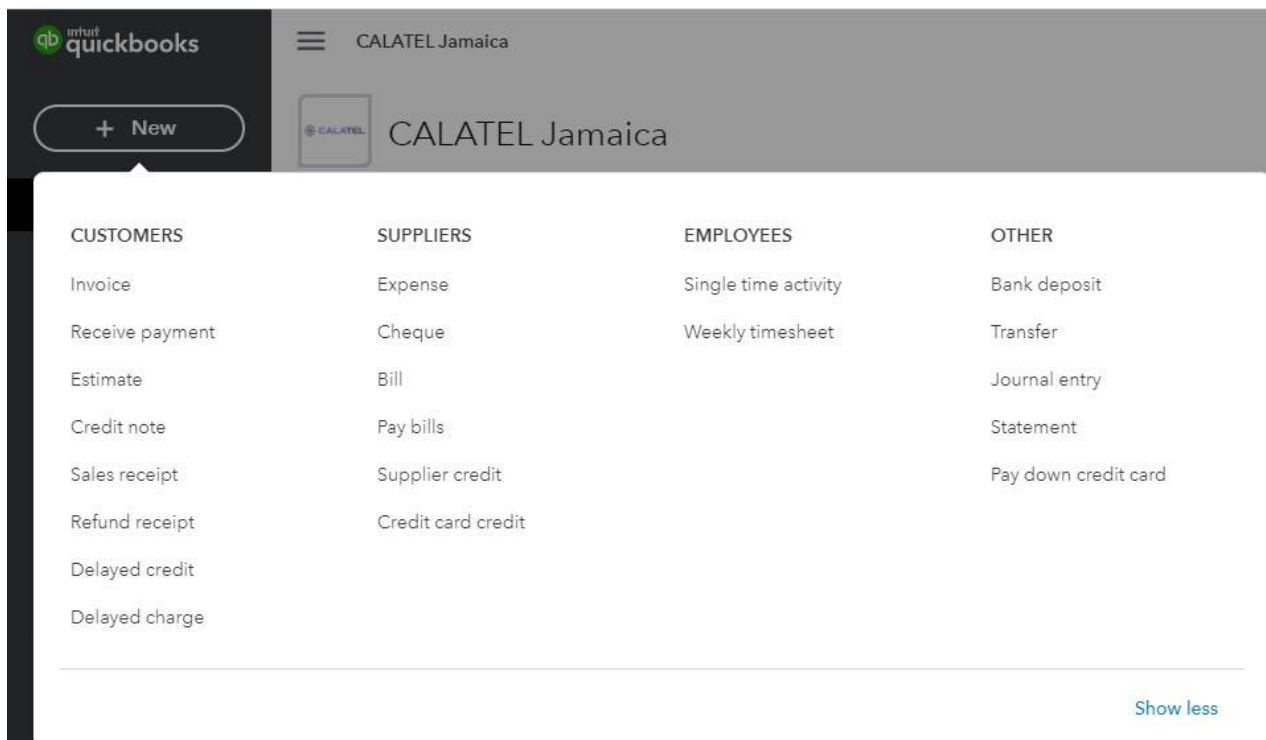 qb intuit quickbooks
CALATEL Jamaica
+ New
CALATEL
CALATEL Jamaica
CUSTOMERS
Invoice
Receive payment
Estimate
Credit note
Sales receipt
Refund receipt
Delayed credit
Delayed charge
SUPPLIERS
Expense
Cheque
Bill
Pay bills
Supplier credit
Credit card credit
EMPLOYEES
Single time activity
Weekly timesheet
OTHER
Bank deposit
Transfer
Journal entry
Statement
Pay down credit card
Show less